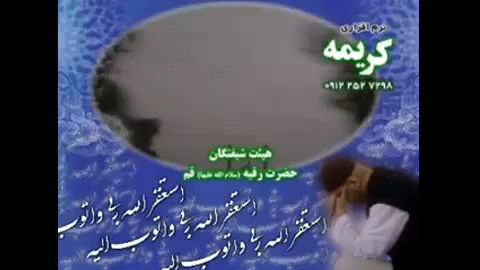 نرم افزاری
کریمه
۰۹۱۲ ۲۵۲ ۷۲۹۸
هیئت شیفتگان
حضرت رقیه (سلام الله علیها) قم
استغفر الله ربی و اتوب الیه
استغفر الله ربی و اتوب الیه
استغفر الله ربی و اتوب الیه